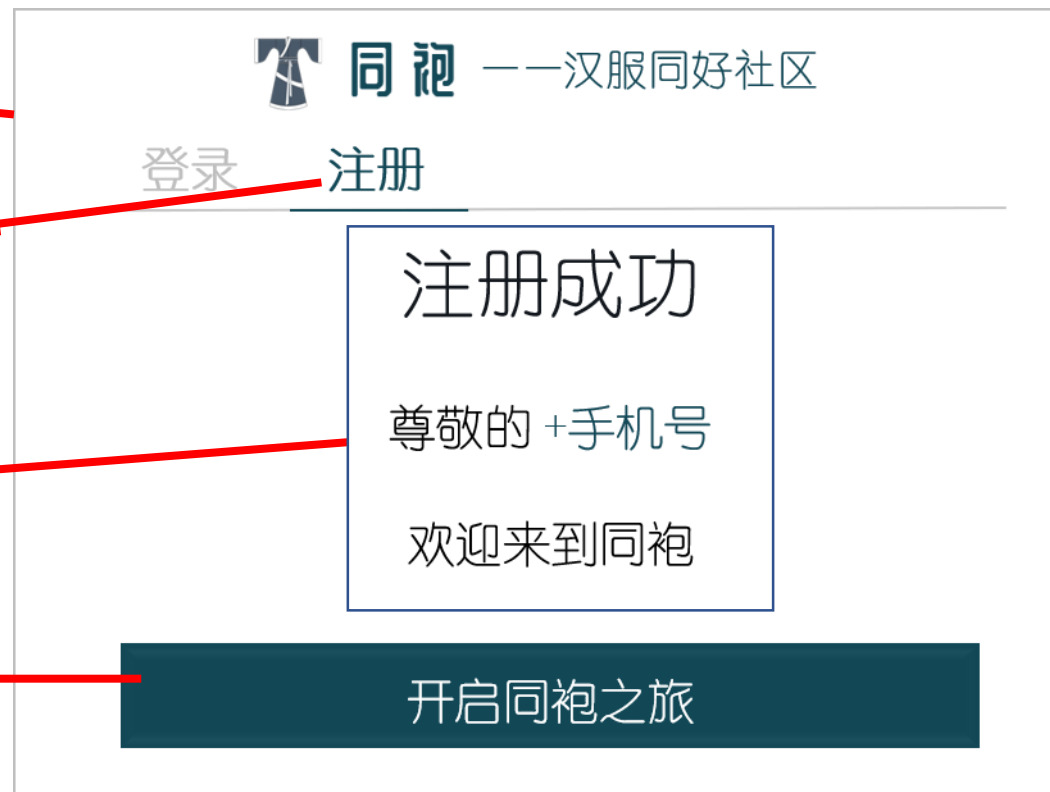 同袍 ——汉服同好社区
登录 注册
注册成功
尊敬的 +手机号
欢迎来到同袍
开启同袍之旅